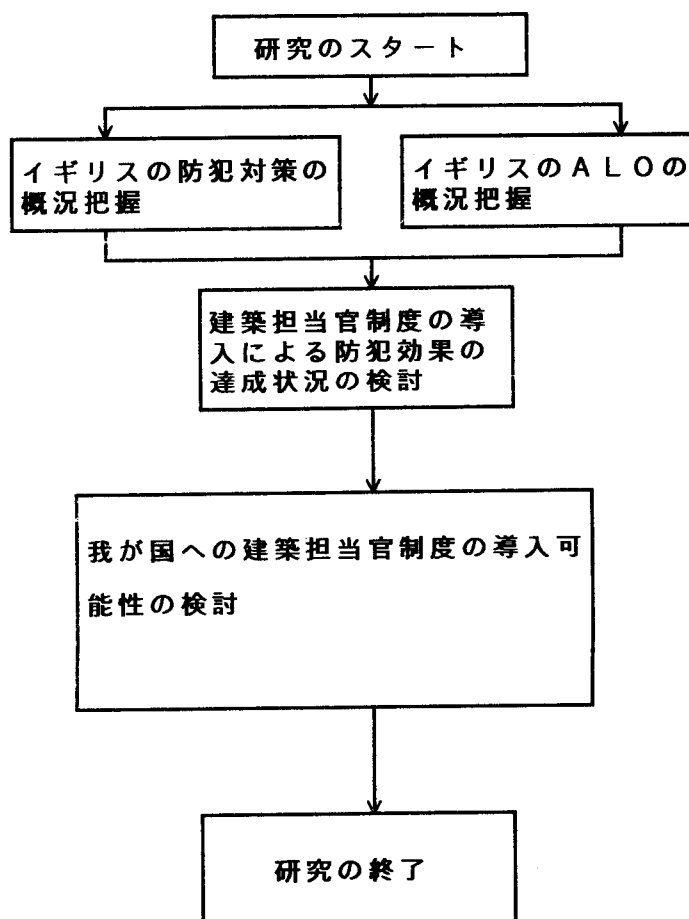 研究のスタート
イギリスの防犯対策の
概況把握
イギリスのＡＬＯの
概況把握
建築担当官制度の導
入による防犯効果の
達成状況の検討
我が国への建築担当官制度の導入可
能性の検討
研究の終了